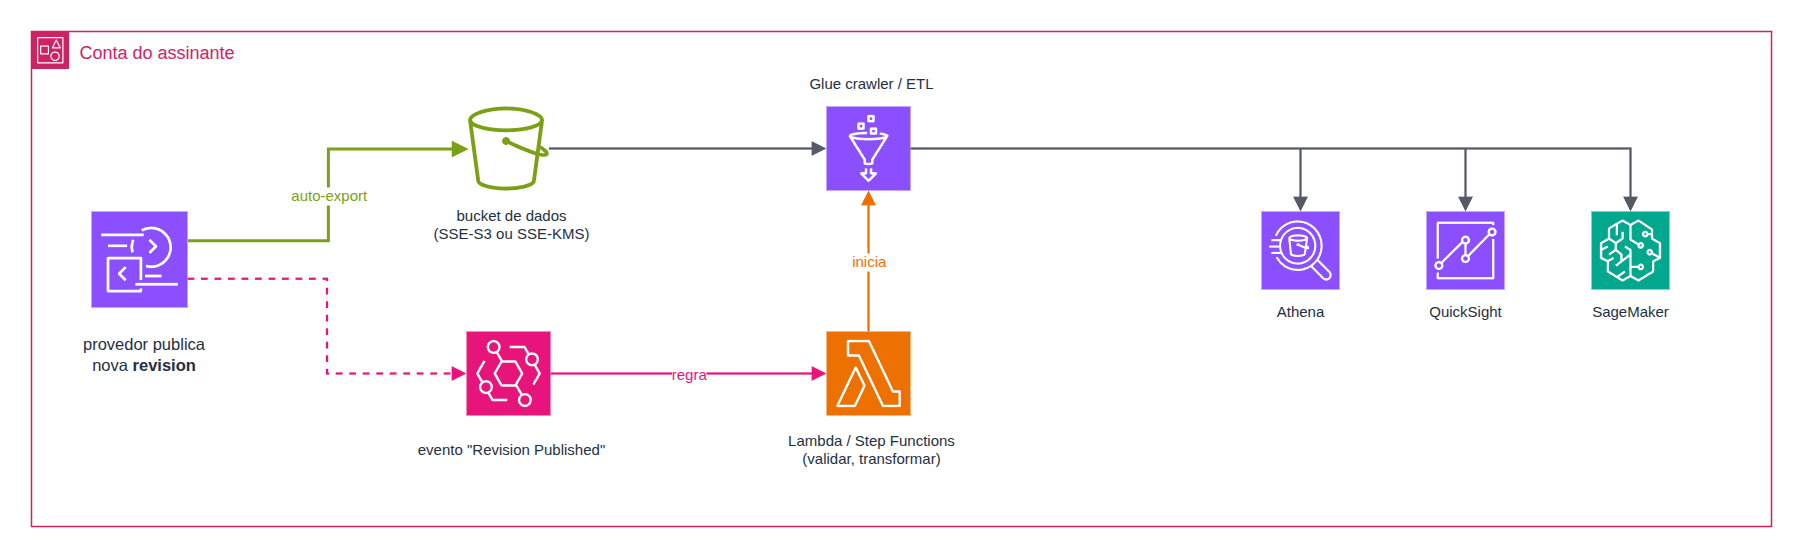 Conta do assinante
Glue crawler / ETL
auto-export
bucket de dados
(SSE-S3 ou SSE-KMS)
inicia
Athena
QuickSight
SageMaker
provedor publica
nova revision
regra
evento "Revision Published"
Lambda / Step Functions
(validar, transformar)